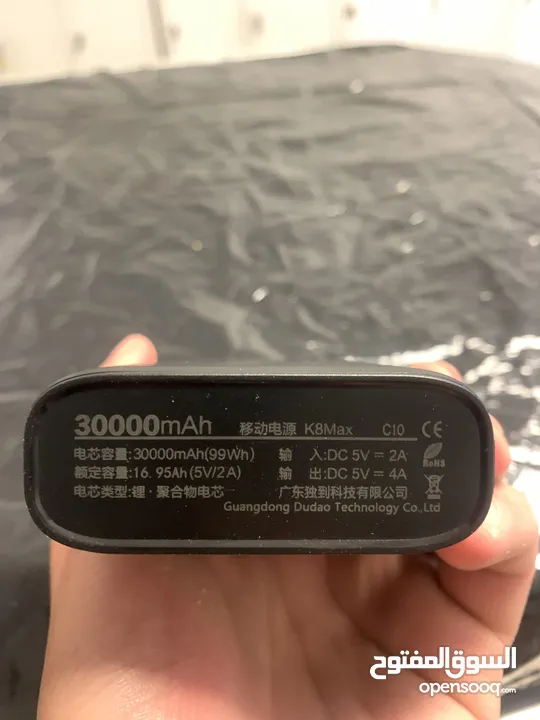 30000mAh 移动电源 K8Max C10 CE
电芯容量:30000mAh(99Wh) 输 入:DC 5V = 2A
额定容量:16.95Ah(5V/2A) 输 出:DC 5V = 4A
RoHS
电芯类型:锂·聚合物电芯 广东独到科技有限公司
Guangdong Dudao Technology Co.,Ltd
السوق المفتوح
opensooq.com